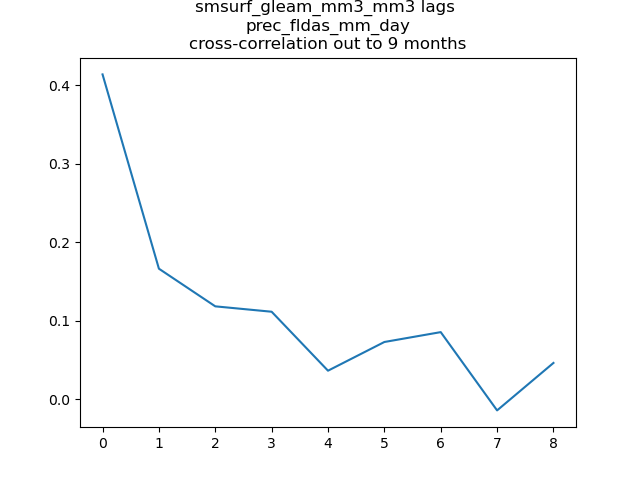 smsurf_gleam_mm3_mm3 lags
prec_fldas_mm_day
cross-correlation out to 9 months
0.4
0.3
0.2
0.1
0.0
0 1 2 3 4 5 6 7 8